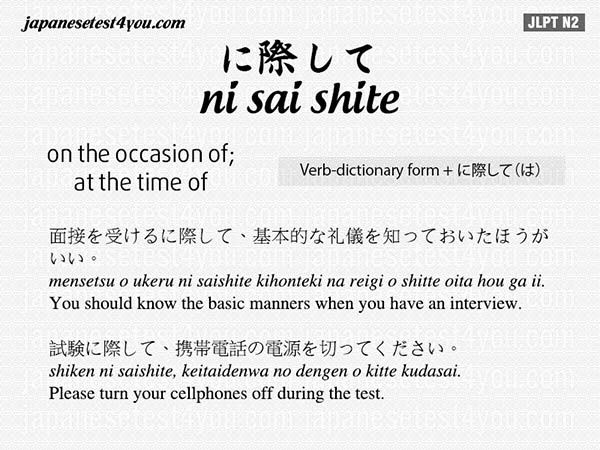 japanesetest4you.com
JLPT N2
に際して
ni sai shite
on the occasion of;
at the time of
Verb-dictionary form + に際して（は）
面接を受けるに際して、基本的な礼儀を知っておいたほうが
いい。
mensetsu o ukeru ni saishite kihonteki na reigi o shitte oita hou ga ii.
You should know the basic manners when you have an interview.
試験に際して、携帯電話の電源を切ってください。
shiken ni saishite, keitaidenwa no dengen o kitte kudasai.
Please turn your cellphones off during the test.